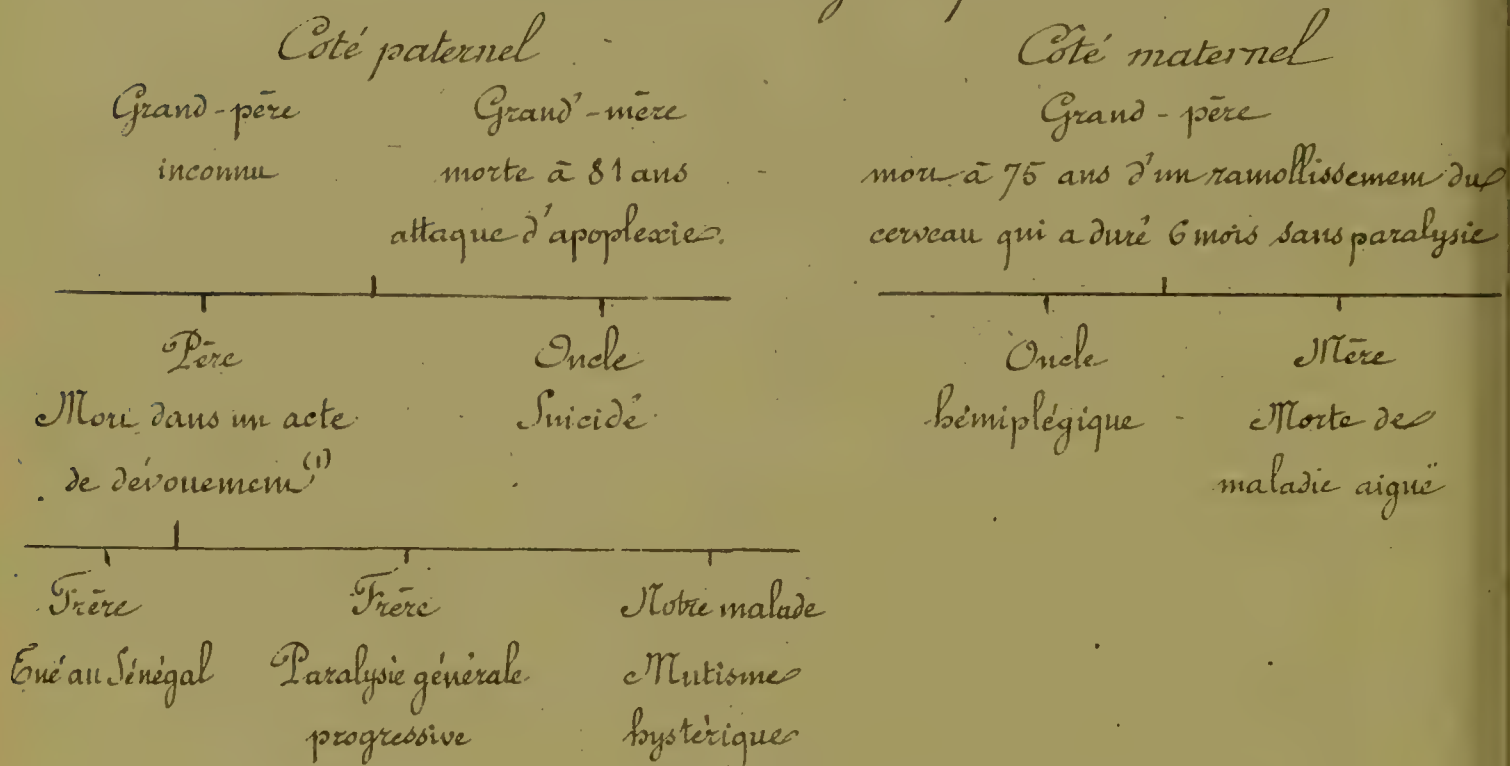 Côté paternel
Côté maternel
Grand-père
Grand'-mère
Grand-père
inconnu
morte à 81 ans
mort à 75 ans d'un ramollissement du
attaque d'apoplexie.
cerveau qui a duré 6 mois sans paralysie
Père
Oncle
Oncle
Mère
Mort dans un acte
Suicidé
hémiplégique
Morte de
de dévouement (1)
maladie aiguë
Frère
Frère
Notre malade
Tué au Sénégal
Paralysie générale
Mutisme
progressive
hystérique